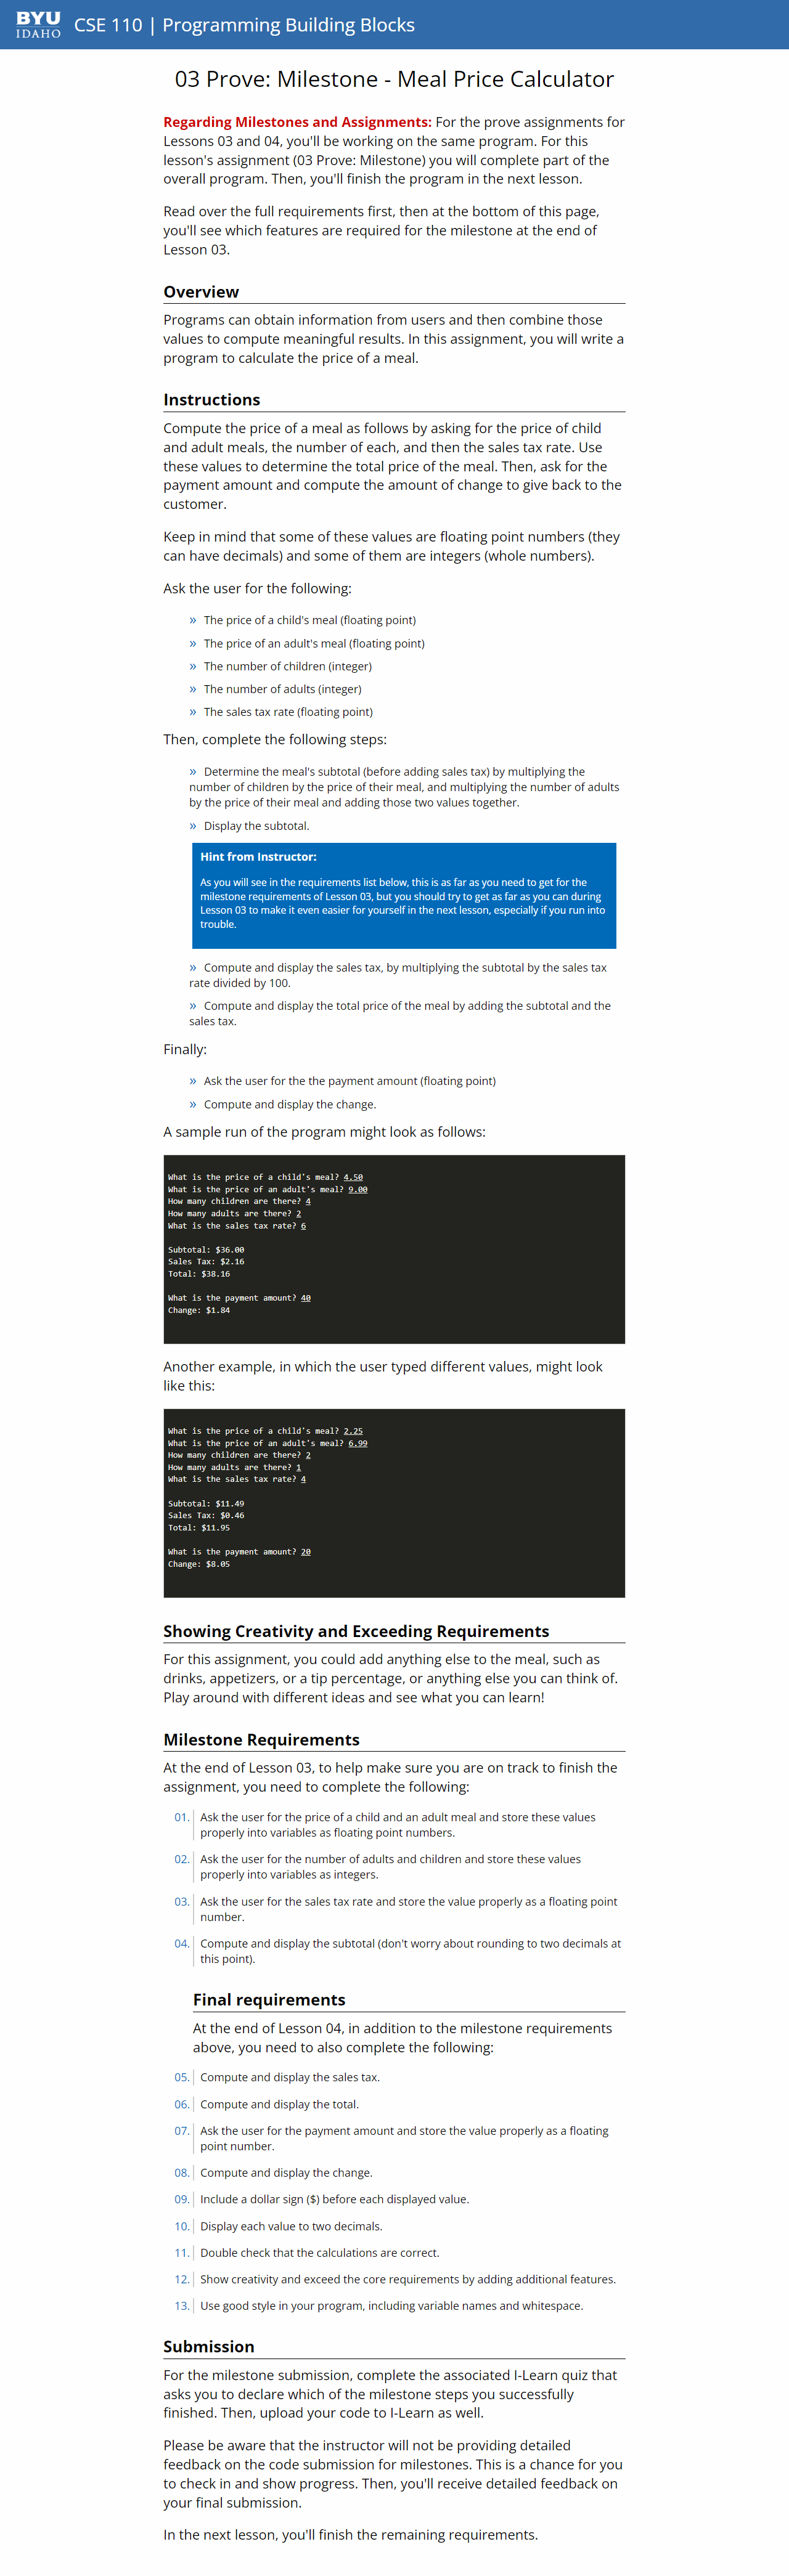 BYU
IDAHO
CSE 110 | Programming Building Blocks
03 Prove: Milestone - Meal Price Calculator
Regarding Milestones and Assignments: For the prove assignments for
Lessons 03 and 04, you'll be working on the same program. For this
lesson's assignment (03 Prove: Milestone) you will complete part of the
overall program. Then, you'll finish the program in the next lesson.
Read over the full requirements first, then at the bottom of this page,
you'll see which features are required for the milestone at the end of
Lesson 03.
Overview
Programs can obtain information from users and then combine those
values to compute meaningful results. In this assignment, you will write a
program to calculate the price of a meal.
Instructions
Compute the price of a meal as follows by asking for the price of child
and adult meals, the number of each, and then the sales tax rate. Use
these values to determine the total price of the meal. Then, ask for the
payment amount and compute the amount of change to give back to the
customer.
Keep in mind that some of these values are floating point numbers (they
can have decimals) and some of them are integers (whole numbers).
Ask the user for the following:
» The price of a child's meal (floating point)
» The price of an adult's meal (floating point)
» The number of children (integer)
» The number of adults (integer)
» The sales tax rate (floating point)
Then, complete the following steps:
» Determine the meal's subtotal (before adding sales tax) by multiplying the
number of children by the price of their meal, and multiplying the number of adults
by the price of their meal and adding those two values together.
» Display the subtotal.
Hint from Instructor:
As you will see in the requirements list below, this is as far as you need to get for the
milestone requirements of Lesson 03, but you should try to get as far as you can during
Lesson 03 to make it even easier for yourself in the next lesson, especially if you run into
trouble.
» Compute and display the sales tax, by multiplying the subtotal by the sales tax
rate divided by 100.
» Compute and display the total price of the meal by adding the subtotal and the
sales tax.
Finally:
» Ask the user for the the payment amount (floating point)
» Compute and display the change.
A sample run of the program might look as follows:
What is the price of a child's meal? 4.50
What is the price of an adult's meal? 9.00
How many children are there? 4
How many adults are there? 2
What is the sales tax rate? 6
Subtotal: $36.00
Sales Tax: $2.16
Total: $38.16
What is the payment amount? 40
Change: $1.84
Another example, in which the user typed different values, might look
like this:
What is the price of a child's meal? 2.25
What is the price of an adult's meal? 6.99
How many children are there? 2
How many adults are there? 1
What is the sales tax rate? 4
Subtotal: $11.49
Sales Tax: $0.46
Total: $11.95
What is the payment amount? 20
Change: $8.05
Showing Creativity and Exceeding Requirements
For this assignment, you could add anything else to the meal, such as
drinks, appetizers, or a tip percentage, or anything else you can think of.
Play around with different ideas and see what you can learn!
Milestone Requirements
At the end of Lesson 03, to help make sure you are on track to finish the
assignment, you need to complete the following:
01. Ask the user for the price of a child and an adult meal and store these values
properly into variables as floating point numbers.
02. Ask the user for the number of adults and children and store these values
properly into variables as integers.
03. Ask the user for the sales tax rate and store the value properly as a floating point
number.
04. Compute and display the subtotal (don't worry about rounding to two decimals at
this point).
Final requirements
At the end of Lesson 04, in addition to the milestone requirements
above, you need to also complete the following:
05. Compute and display the sales tax.
06. Compute and display the total.
07. Ask the user for the payment amount and store the value properly as a floating
point number.
08. Compute and display the change.
09. Include a dollar sign ($) before each displayed value.
10. Display each value to two decimals.
11. Double check that the calculations are correct.
12. Show creativity and exceed the core requirements by adding additional features.
13. Use good style in your program, including variable names and whitespace.
Submission
For the milestone submission, complete the associated I-Learn quiz that
asks you to declare which of the milestone steps you successfully
finished. Then, upload your code to I-Learn as well.
Please be aware that the instructor will not be providing detailed
feedback on the code submission for milestones. This is a chance for you
to check in and show progress. Then, you'll receive detailed feedback on
your final submission.
In the next lesson, you'll finish the remaining requirements.